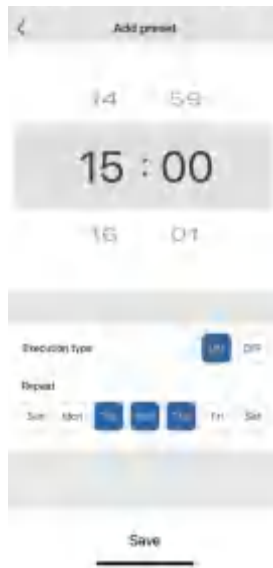 Add preset
14 59
15 : 00
16 01
Execution type ON OFF
Repeat
Sun Mon Tue Wed Thu Fri Sat
Save